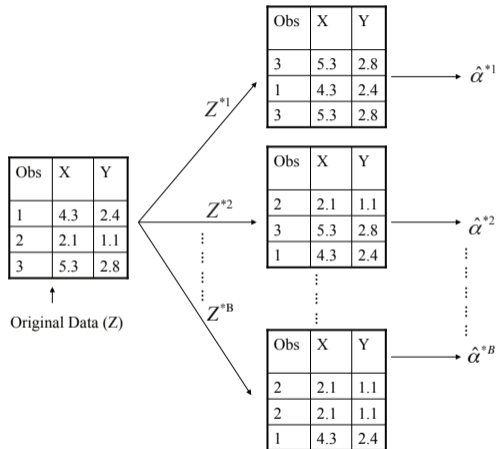 Obs X Y
3 5.3 2.8
1 4.3 2.4
3 5.3 2.8
Z*1
α̂*1
Obs X Y
1 4.3 2.4
2 2.1 1.1
3 5.3 2.8
Original Data (Z)
Z*2
Obs X Y
2 2.1 1.1
3 5.3 2.8
1 4.3 2.4
α̂*2
Z*B
Obs X Y
2 2.1 1.1
2 2.1 1.1
1 4.3 2.4
α̂*B